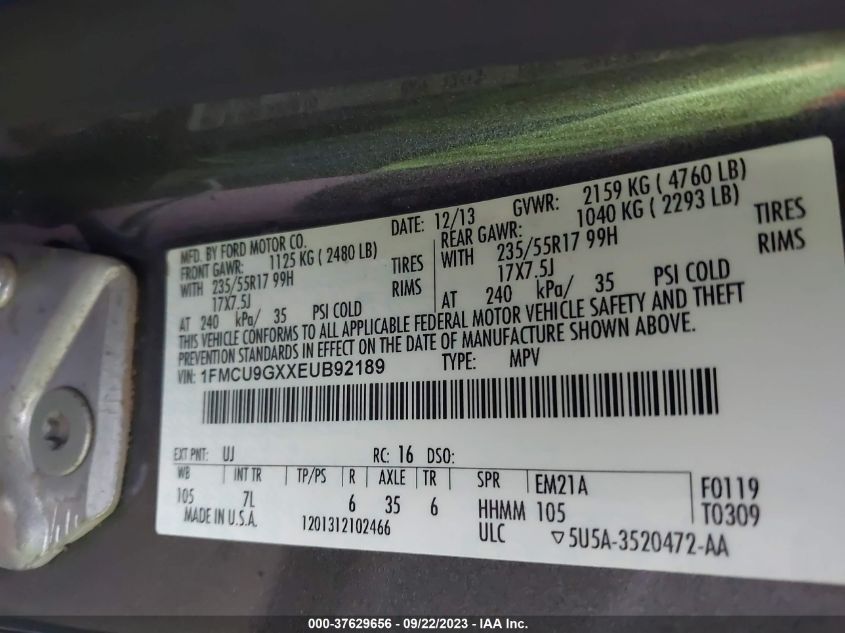 MFD. BY FORD MOTOR CO. DATE: 12/13 GVWR: 2159 KG ( 4760 LB)
FRONT GAWR: 1125 KG ( 2480 LB) REAR GAWR: 1040 KG ( 2293 LB)
WITH 235/55R17 99H TIRES WITH 235/55R17 99H TIRES
17X7.5J RIMS 17X7.5J RIMS
AT 240 kPa/ 35 PSI COLD AT 240 kPa/ 35 PSI COLD
THIS VEHICLE CONFORMS TO ALL APPLICABLE FEDERAL MOTOR VEHICLE SAFETY AND THEFT
PREVENTION STANDARDS IN EFFECT ON THE DATE OF MANUFACTURE SHOWN ABOVE.
VIN: 1FMCU9GXXEUB92189 TYPE: MPV
EXT PNT: UJ RC: 16 DSO:
WB INT TR TP/PS R AXLE TR SPR EM21A F0119
105 7L 6 35 6 HHMM 105 T0309
MADE IN U.S.A. 1201312102466 ULC ▽5U5A-3520472-AA
000-37629656 - 09/22/2023 - IAA Inc.